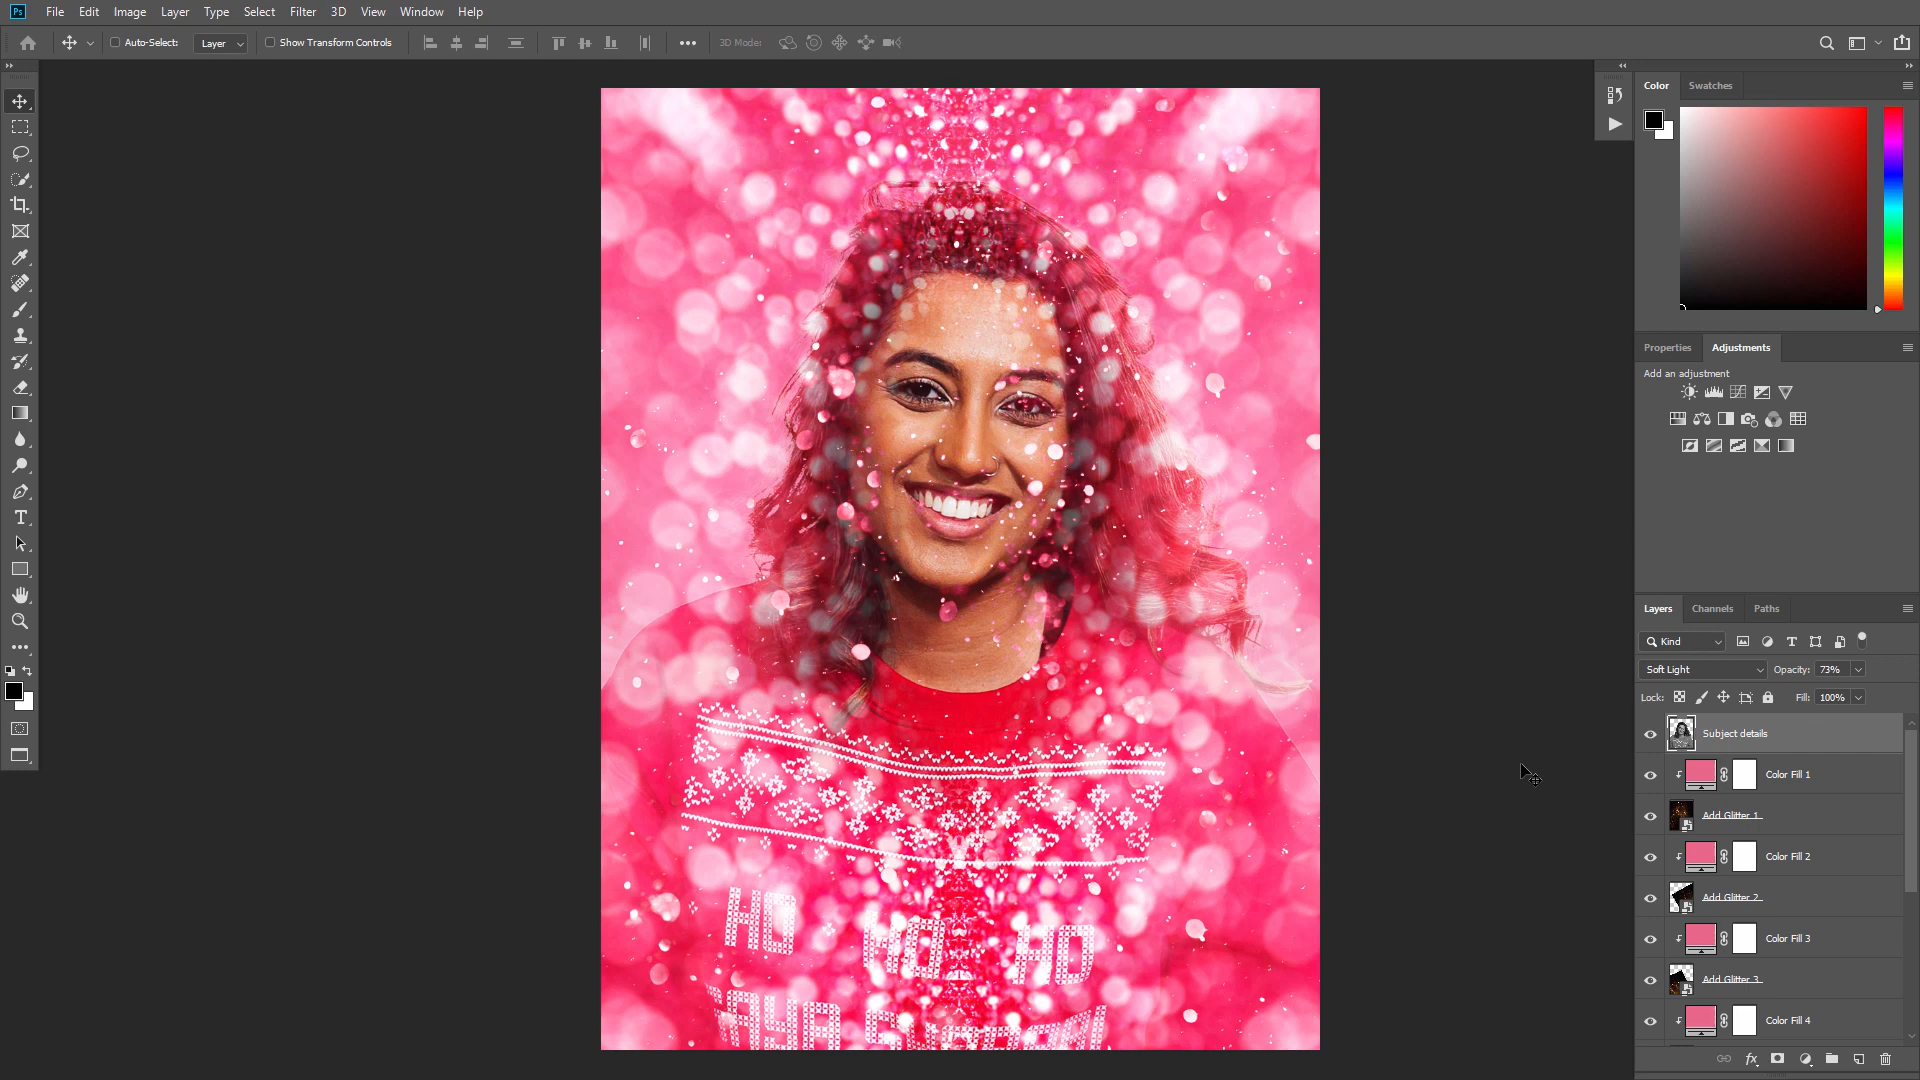 Ps File Edit Image Layer Type Select Filter 3D View Window Help
Auto-Select: Layer Show Transform Controls 3D Mode:
Color Swatches
Properties Adjustments
Add an adjustment
Layers Channels Paths
Kind
Soft Light Opacity: 73%
Lock: Fill: 100%
Subject details
Color Fill 1
Add Glitter 1
Color Fill 2
Add Glitter 2
Color Fill 3
Add Glitter 3
Color Fill 4
HO HO HO